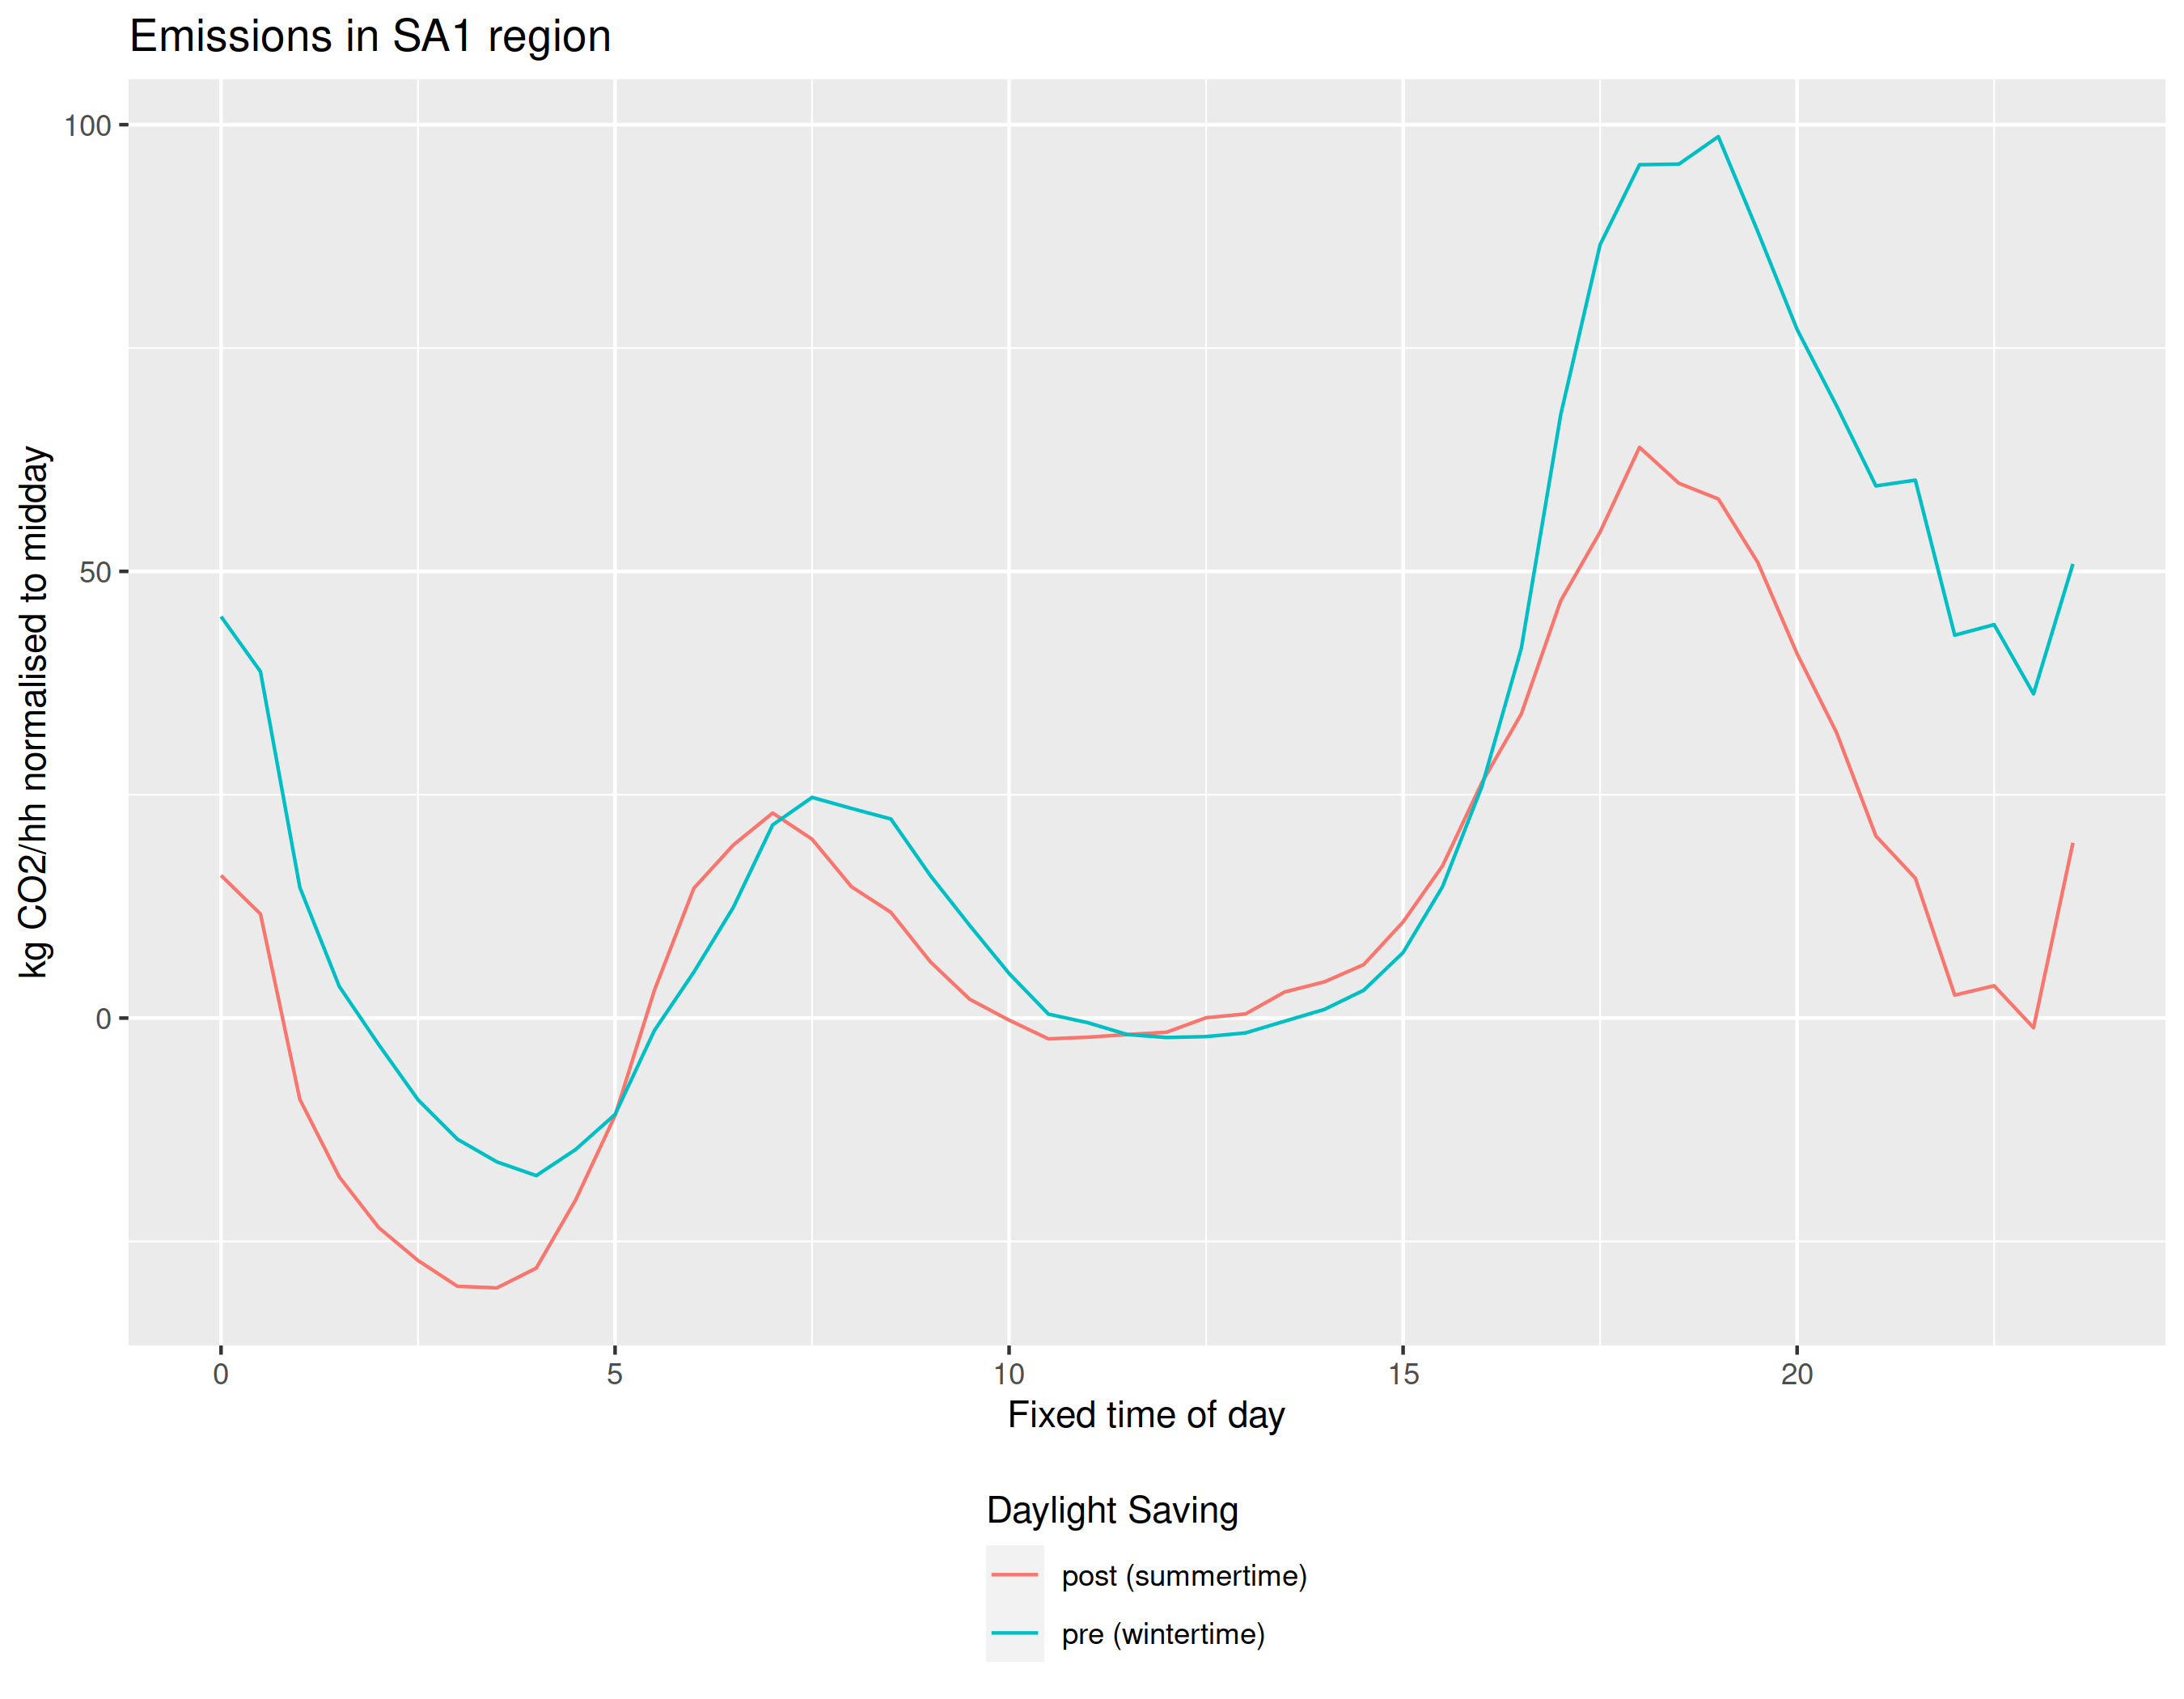 Emissions in SA1 region
kg CO2/hh normalised to midday
100
50
0
0
5
10
15
20
Fixed time of day
Daylight Saving
post (summertime)
pre (wintertime)